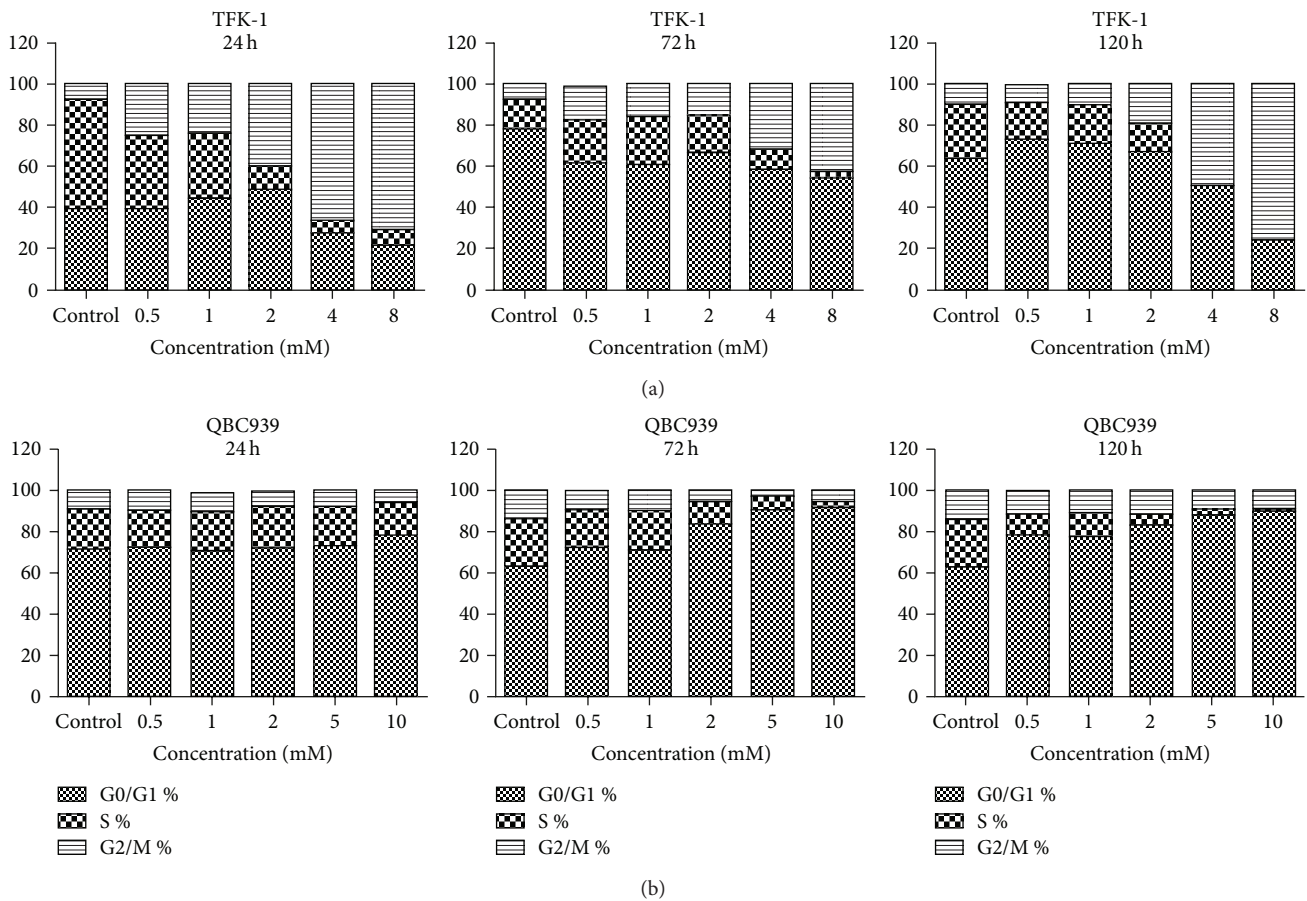 TFK-1
24 h
120
100
80
60
40
20
0
Control 0.5 1 2 4 8
Concentration (mM)
TFK-1
72 h
120
100
80
60
40
20
0
Control 0.5 1 2 4 8
Concentration (mM)
TFK-1
120 h
120
100
80
60
40
20
0
Control 0.5 1 2 4 8
Concentration (mM)
(a)
QBC939
24 h
120
100
80
60
40
20
0
Control 0.5 1 2 5 10
Concentration (mM)
G0/G1 %
S %
G2/M %
QBC939
72 h
120
100
80
60
40
20
0
Control 0.5 1 2 5 10
Concentration (mM)
G0/G1 %
S %
G2/M %
QBC939
120 h
120
100
80
60
40
20
0
Control 0.5 1 2 5 10
Concentration (mM)
G0/G1 %
S %
G2/M %
(b)